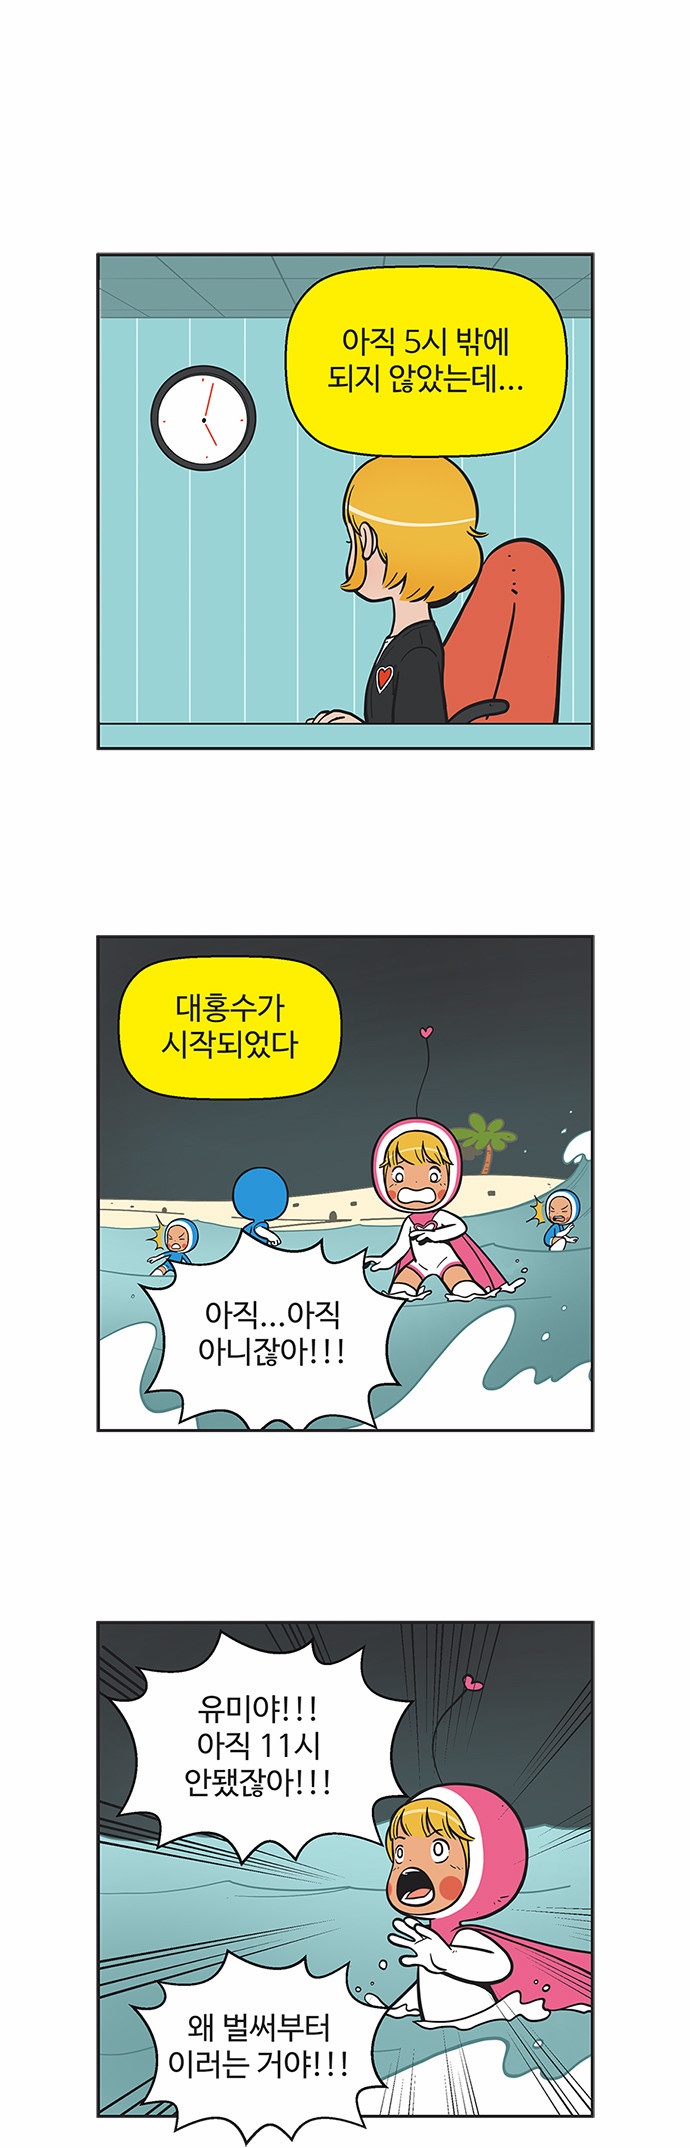 아직 5시 밖에
되지 않았는데...
대홍수가
시작되었다
아직...아직
아니잖아!!!
유미야!!!
아직 11시
안됐잖아!!!
왜 벌써부터
이러는 거야!!!